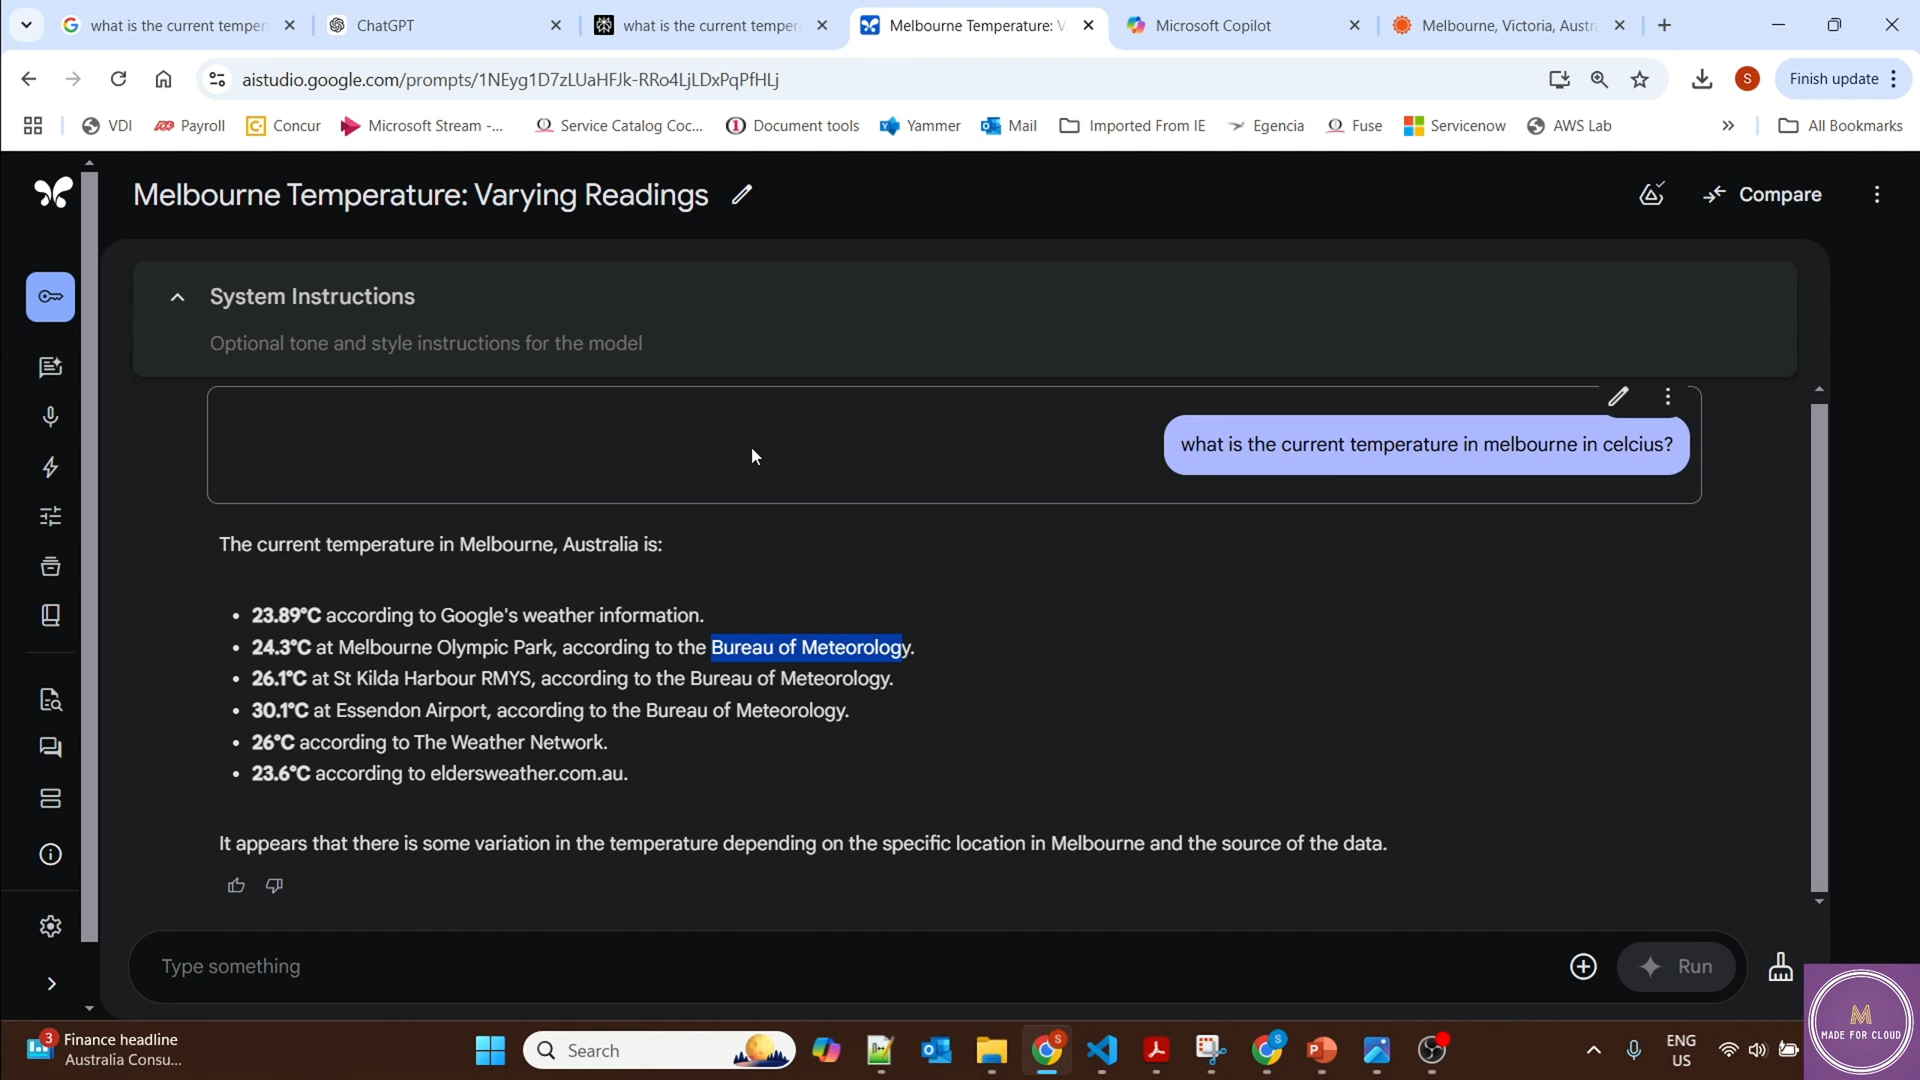 what is the current temper
ChatGPT
what is the current temper
Melbourne Temperature: V
Microsoft Copilot
Melbourne, Victoria, Austr
aistudio.google.com/prompts/1NEyg1D7zLUaHFJk-RRo4LjLDxPqPfHLj
S
Finish update
VDI
Payroll
Concur
Microsoft Stream -...
Service Catalog Coc...
Document tools
Yammer
Mail
Imported From IE
Egencia
Fuse
Servicenow
AWS Lab
All Bookmarks
Melbourne Temperature: Varying Readings
Compare
System Instructions
Optional tone and style instructions for the model
what is the current temperature in melbourne in celcius?
The current temperature in Melbourne, Australia is:
• 23.89°C according to Google's weather information.
• 24.3°C at Melbourne Olympic Park, according to the Bureau of Meteorology.
• 26.1°C at St Kilda Harbour RMYS, according to the Bureau of Meteorology.
• 30.1°C at Essendon Airport, according to the Bureau of Meteorology.
• 26°C according to The Weather Network.
• 23.6°C according to eldersweather.com.au.
It appears that there is some variation in the temperature depending on the specific location in Melbourne and the source of the data.
Type something
Run
3
Finance headline
Australia Consu...
Search
ENG
US
M
MADE FOR CLOUD